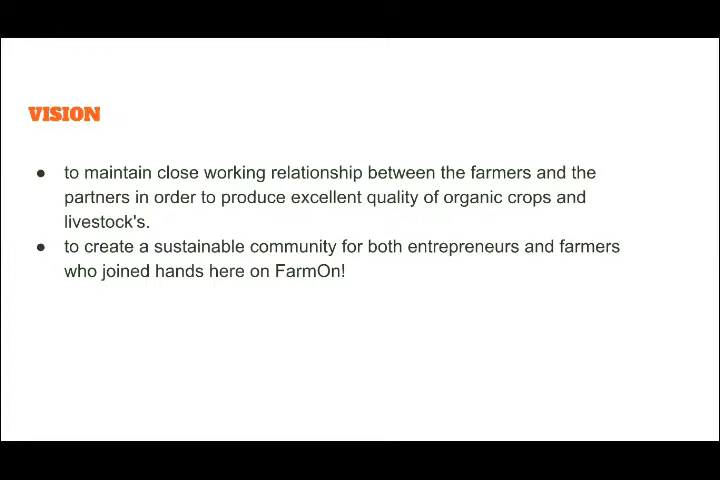 VISION
● to maintain close working relationship between the farmers and the
partners in order to produce excellent quality of organic crops and
livestock's.
● to create a sustainable community for both entrepreneurs and farmers
who joined hands here on FarmOn!